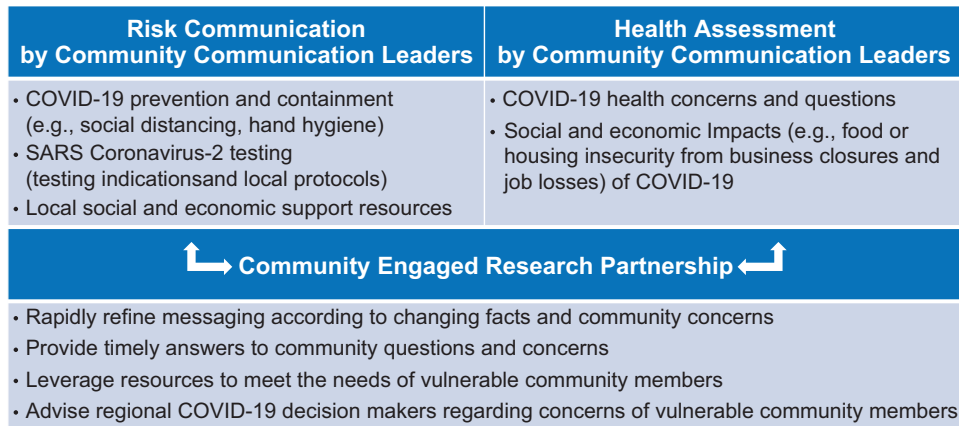 Risk Communication
by Community Communication Leaders
• COVID-19 prevention and containment
(e.g., social distancing, hand hygiene)
• SARS Coronavirus-2 testing
(testing indicationsand local protocols)
• Local social and economic support resources
Health Assessment
by Community Communication Leaders
• COVID-19 health concerns and questions
• Social and economic Impacts (e.g., food or
housing insecurity from business closures and
job losses) of COVID-19
Community Engaged Research Partnership
• Rapidly refine messaging according to changing facts and community concerns
• Provide timely answers to community questions and concerns
• Leverage resources to meet the needs of vulnerable community members
• Advise regional COVID-19 decision makers regarding concerns of vulnerable community members